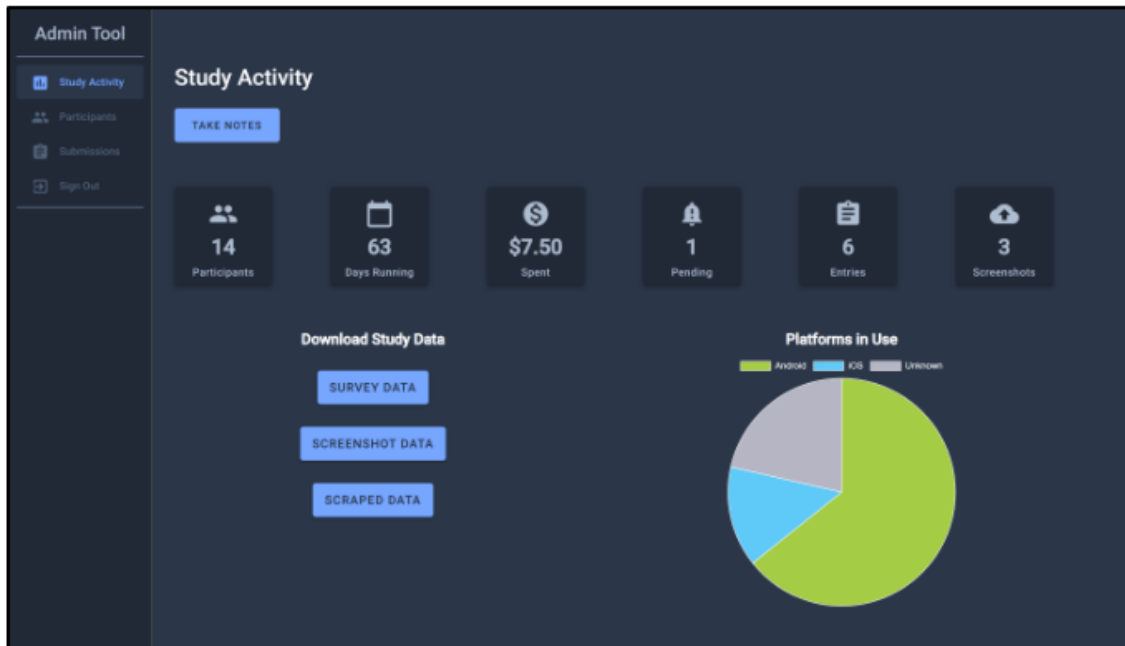 Admin Tool
Study Activity
Participants
Submissions
Sign Out
Study Activity
TAKE NOTES
14
Participants
63
Days Running
$7.50
Spent
1
Pending
6
Entries
3
Screenshots
Download Study Data
SURVEY DATA
SCREENSHOT DATA
SCRAPED DATA
Platforms in Use
Android iOS Unknown